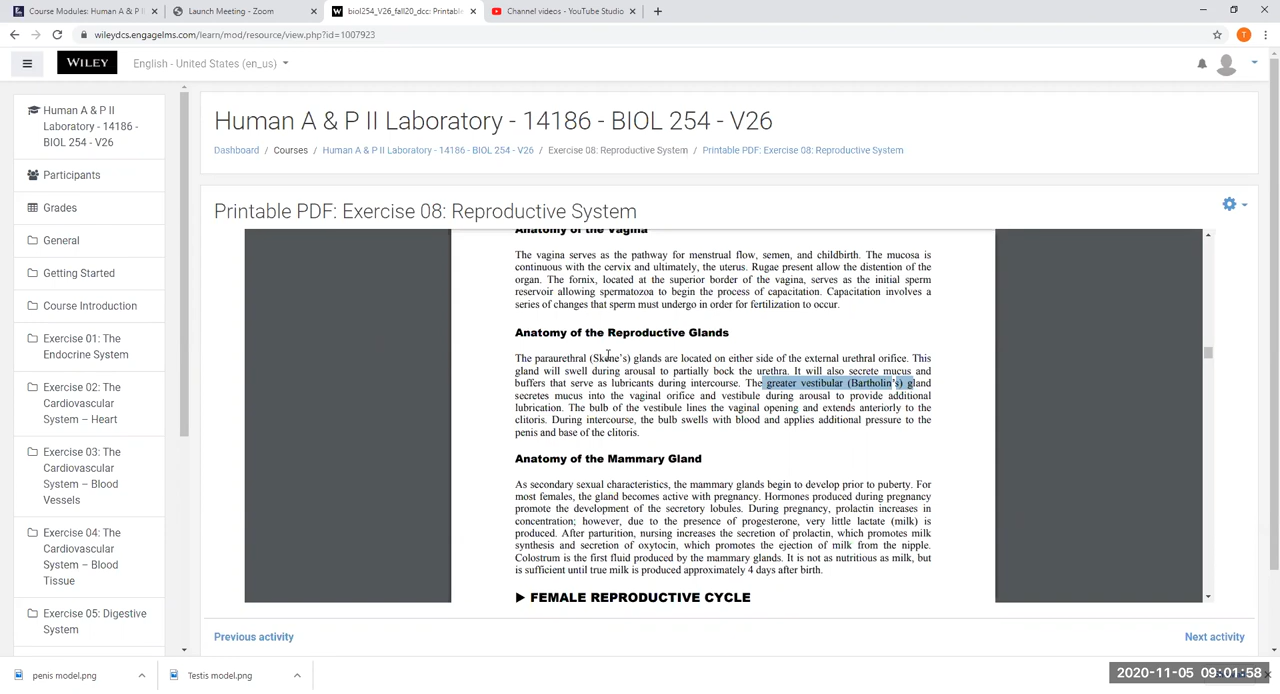 Course Modules: Human A & P II
Launch Meeting - Zoom
biol254_V26_fall20_dcc: Printable
Channel videos - YouTube Studio
wileydcs.engagelms.com/learn/mod/resource/view.php?id=1007923
T
WILEY
English - United States (en_us)
Human A & P II
Laboratory - 14186 -
BIOL 254 - V26
Participants
Grades
General
Getting Started
Course Introduction
Exercise 01: The
Endocrine System
Exercise 02: The
Cardiovascular
System – Heart
Exercise 03: The
Cardiovascular
System – Blood
Vessels
Exercise 04: The
Cardiovascular
System – Blood
Tissue
Exercise 05: Digestive
System
Human A & P II Laboratory - 14186 - BIOL 254 - V26
Dashboard / Courses / Human A & P II Laboratory - 14186 - BIOL 254 - V26 / Exercise 08: Reproductive System / Printable PDF: Exercise 08: Reproductive System
Printable PDF: Exercise 08: Reproductive System
Anatomy of the Vagina
The vagina serves as the pathway for menstrual flow, semen, and childbirth. The mucosa is
continuous with the cervix and ultimately, the uterus. Rugae present allow the distention of the
organ. The fornix, located at the superior border of the vagina, serves as the initial sperm
reservoir allowing spermatozoa to begin the process of capacitation. Capacitation involves a
series of changes that sperm must undergo in order for fertilization to occur.
Anatomy of the Reproductive Glands
The paraurethral (Skene's) glands are located on either side of the external urethral orifice. This
gland will swell during arousal to partially bock the urethra. It will also secrete mucus and
buffers that serve as lubricants during intercourse. The greater vestibular (Bartholin's) gland
secretes mucus into the vaginal orifice and vestibule during arousal to provide additional
lubrication. The bulb of the vestibule lines the vaginal opening and extends anteriorly to the
clitoris. During intercourse, the bulb swells with blood and applies additional pressure to the
penis and base of the clitoris.
Anatomy of the Mammary Gland
As secondary sexual characteristics, the mammary glands begin to develop prior to puberty. For
most females, the gland becomes active with pregnancy. Hormones produced during pregnancy
promote the development of the secretory lobules. During pregnancy, prolactin increases in
concentration; however, due to the presence of progesterone, very little lactate (milk) is
produced. After parturition, nursing increases the secretion of prolactin, which promotes milk
synthesis and secretion of oxytocin, which promotes the ejection of milk from the nipple.
Colostrum is the first fluid produced by the mammary glands. It is not as nutritious as milk, but
is sufficient until true milk is produced approximately 4 days after birth.
▶ FEMALE REPRODUCTIVE CYCLE
Previous activity
Next activity
penis model.png
Testis model.png
2020-11-05 09:01:58